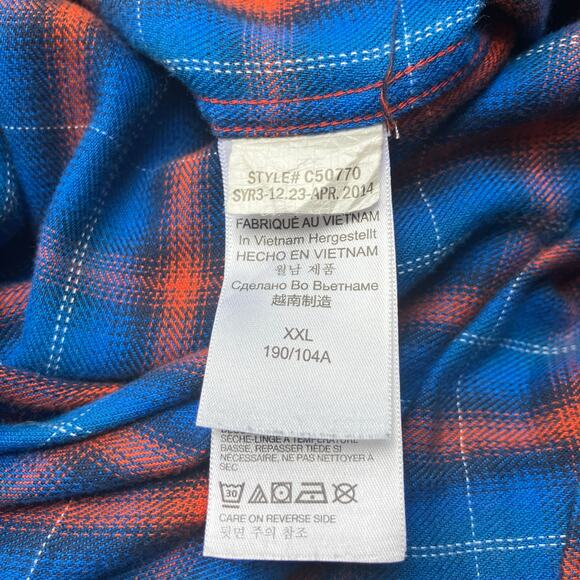 STYLE# C50770
SYR3-12.23-APR. 2014
FABRIQUÉ AU VIETNAM
In Vietnam Hergestellt
HECHO EN VIETNAM
월남 제품
Сделано Во Вьетнаме
越南制造
XXL
190/104A
SÈCHE-LINGE A TEMPÉRATURE
BASSE, REPASSER TIÈDE SI
NÉCESSAIRE, NE PAS NETTOYER À
SEC
30
CARE ON REVERSE SIDE
뒷면 주의 참조